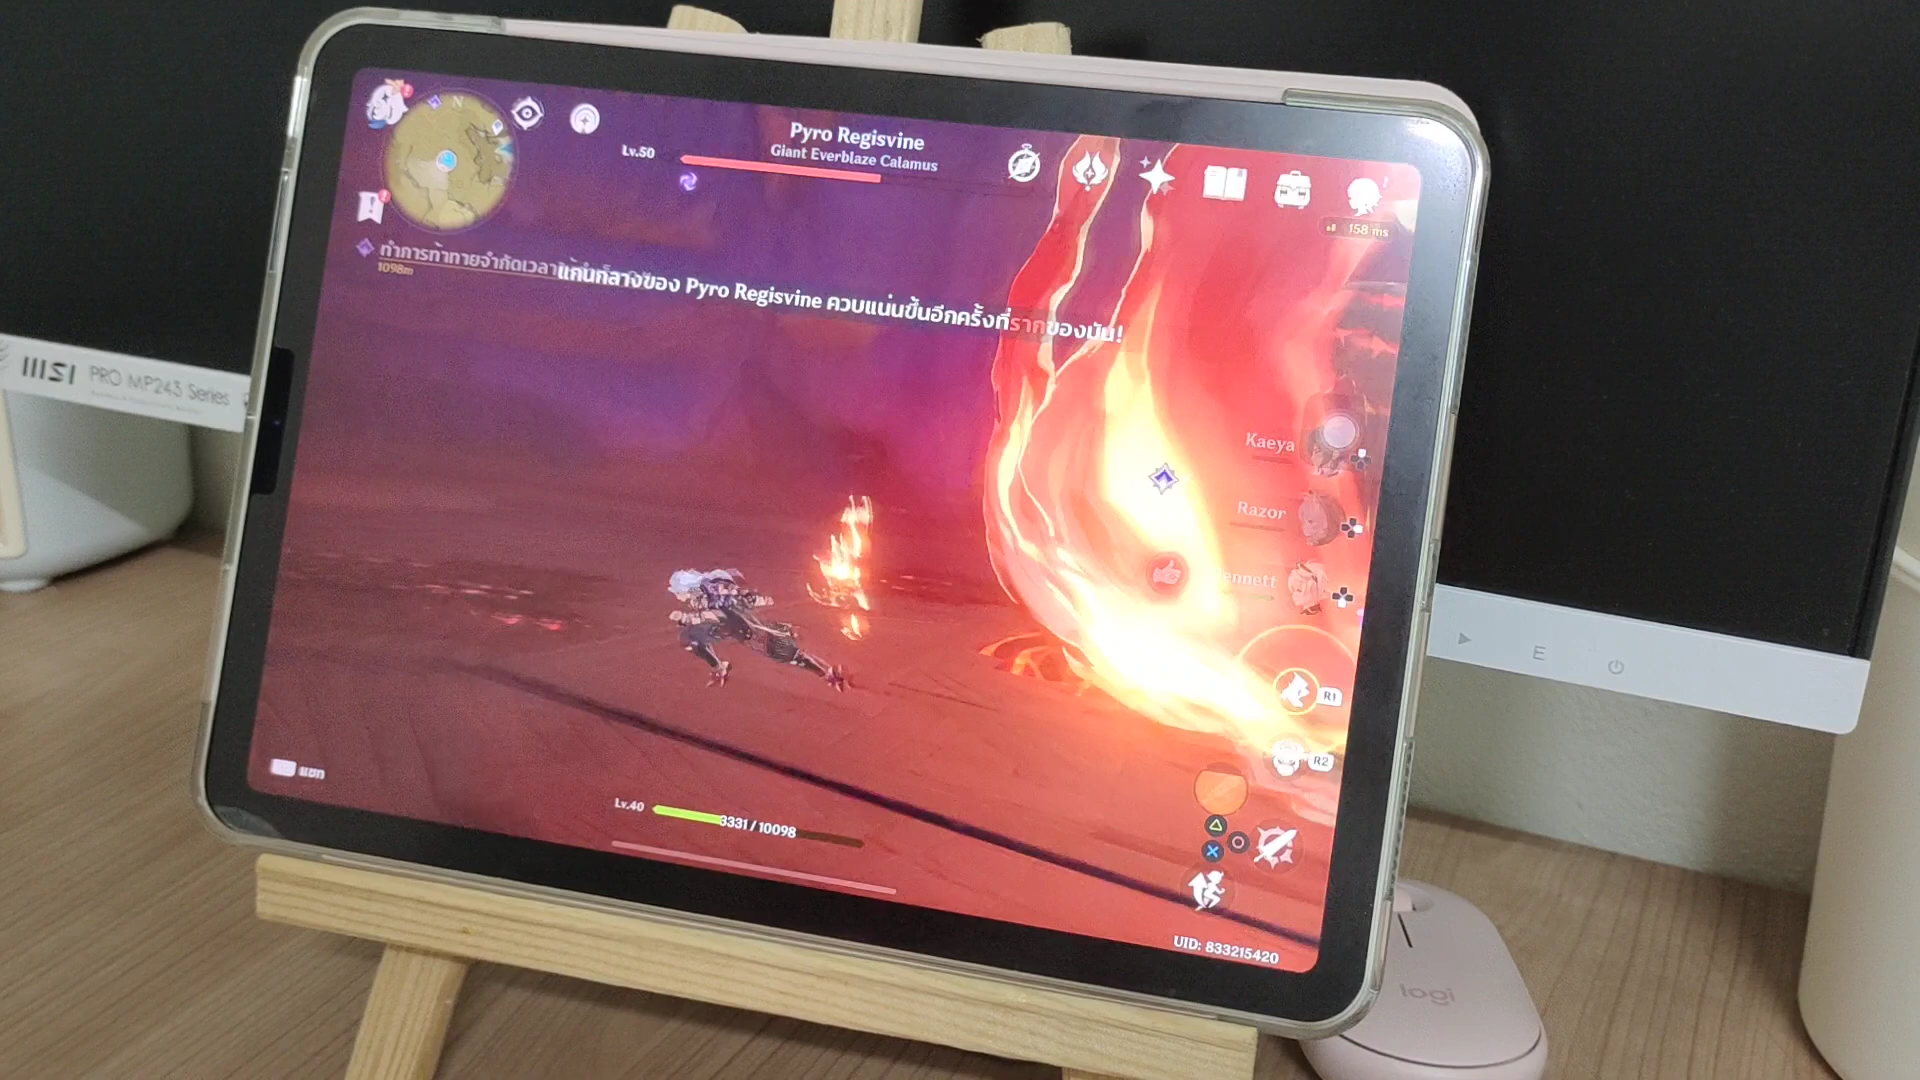 N
Pyro Regisvine
Lv.50
Giant Everblaze Calamus
158 ms
ทำการท้าทายจำกัดเวลา
1098m
แกนกลางของ Pyro Regisvine ควบแน่นขึ้นอีกครั้งที่รากของมัน!
msi PRO MP243 Series
Kaeya
Razor
ennett
E
R1
R2
แชท
Lv.40
3331 / 10098
UID: 833215420
logi